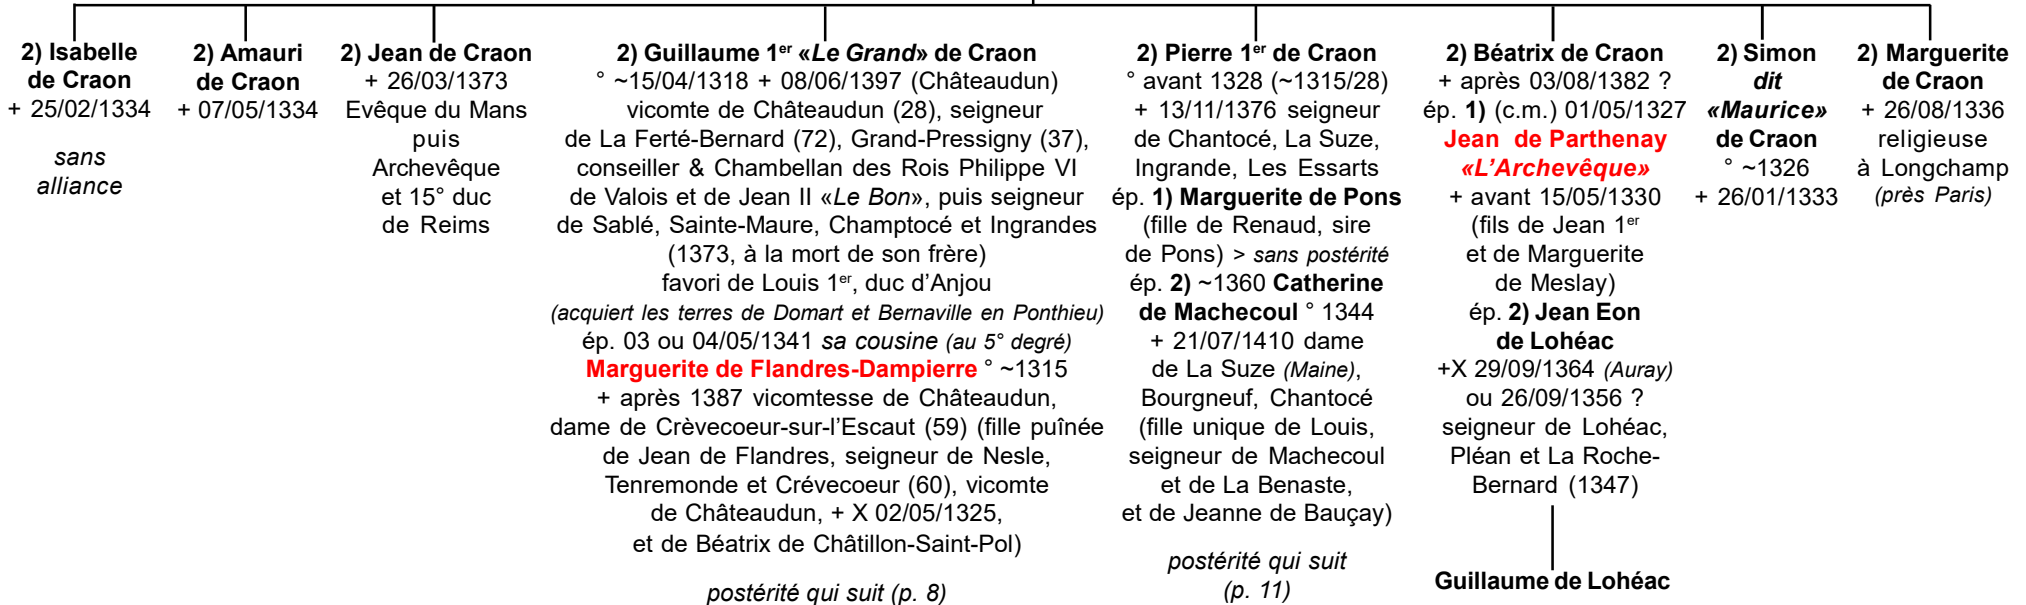 2) Isabelle
de Craon
+ 25/02/1334
sans
alliance
2) Amauri
de Craon
+ 07/05/1334
2) Jean de Craon
+ 26/03/1373
Evêque du Mans
puis
Archevêque
et 15° duc
de Reims
2) Guillaume 1er «Le Grand» de Craon
° ~15/04/1318 + 08/06/1397 (Châteaudun)
vicomte de Châteaudun (28), seigneur
de La Ferté-Bernard (72), Grand-Pressigny (37),
conseiller & Chambellan des Rois Philippe VI
de Valois et de Jean II «Le Bon», puis seigneur
de Sablé, Sainte-Maure, Champtocé et Ingrandes
(1373, à la mort de son frère)
favori de Louis 1er, duc d'Anjou
(acquiert les terres de Domart et Bernaville en Ponthieu)
ép. 03 ou 04/05/1341 sa cousine (au 5° degré)
Marguerite de Flandres-Dampierre ° ~1315
+ après 1387 vicomtesse de Châteaudun,
dame de Crèvecoeur-sur-l'Escaut (59) (fille puînée
de Jean de Flandres, seigneur de Nesle,
Tenremonde et Crévecoeur (60), vicomte
de Châteaudun, + X 02/05/1325,
et de Béatrix de Châtillon-Saint-Pol)
postérité qui suit (p. 8)
2) Pierre 1er de Craon
° avant 1328 (~1315/28)
+ 13/11/1376 seigneur
de Chantocé, La Suze,
Ingrande, Les Essarts
ép. 1) Marguerite de Pons
(fille de Renaud, sire
de Pons) > sans postérité
ép. 2) ~1360 Catherine
de Machecoul ° 1344
+ 21/07/1410 dame
de La Suze (Maine),
Bourgneuf, Chantocé
(fille unique de Louis,
seigneur de Machecoul
et de La Benaste,
et de Jeanne de Bauçay)
postérité qui suit
(p. 11)
2) Béatrix de Craon
+ après 03/08/1382 ?
ép. 1) (c.m.) 01/05/1327
Jean de Parthenay
«L'Archevêque»
+ avant 15/05/1330
(fils de Jean 1er
et de Marguerite
de Meslay)
ép. 2) Jean Eon
de Lohéac
+X 29/09/1364 (Auray)
ou 26/09/1356 ?
seigneur de Lohéac,
Pléan et La Roche-
Bernard (1347)
Guillaume de Lohéac
2) Simon
dit
«Maurice»
de Craon
° ~1326
+ 26/01/1333
2) Marguerite
de Craon
+ 26/08/1336
religieuse
à Longchamp
(près Paris)